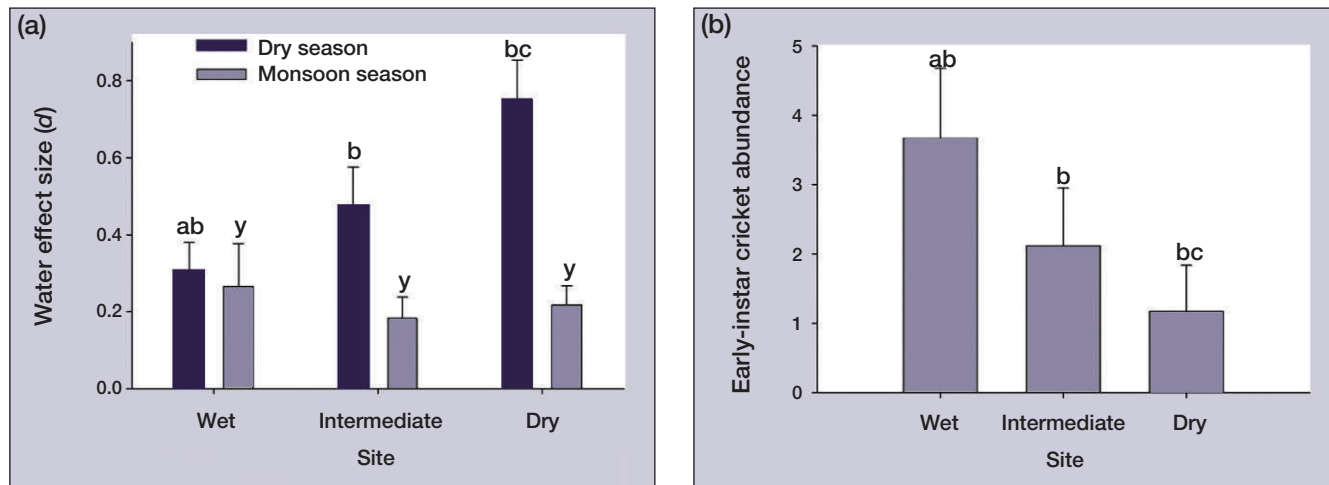 (a)
Water effect size (d)
Dry season
Monsoon season
0.8
0.6
0.4
0.2
0.0
ab
y
b
y
bc
y
Wet Intermediate Dry
Site
(b)
Early-instar cricket abundance
5
4
3
2
1
0
ab
b
bc
Wet Intermediate Dry
Site